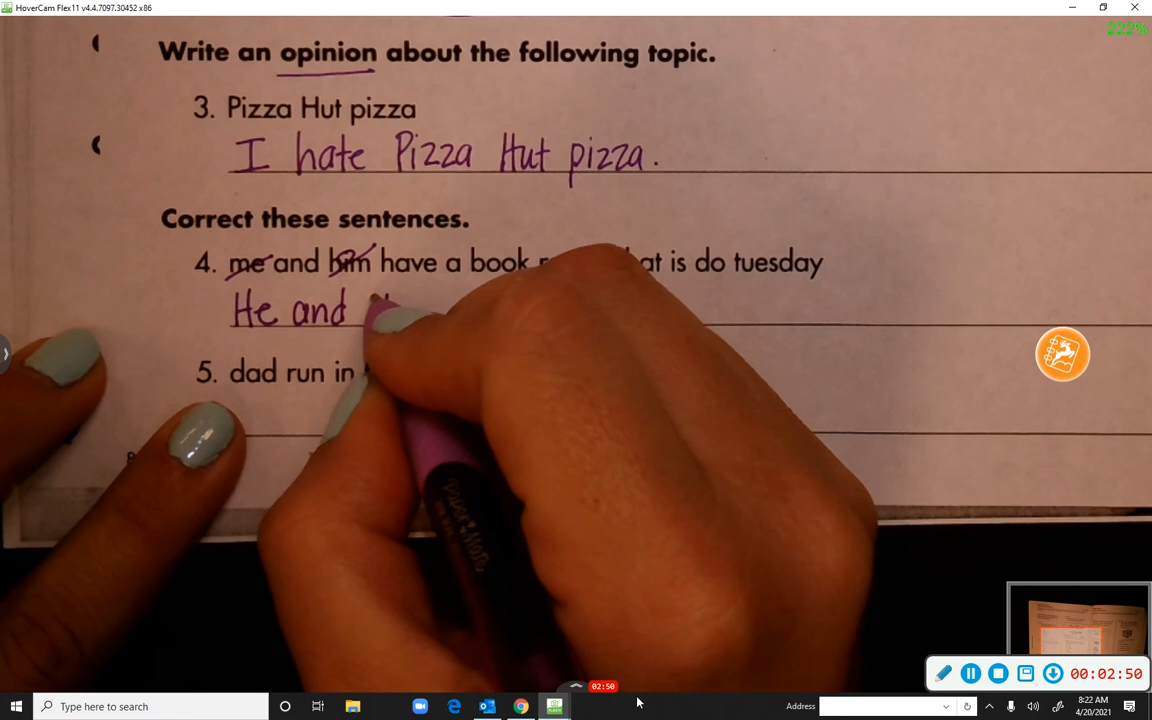 HoverCam Flex11 v4.4.7097.30452 x86
222%
Write an opinion about the following topic.
3. Pizza Hut pizza
I hate Pizza Hut pizza.
Correct these sentences.
4. me and him have a book at is do tuesday
He and
5. dad run in
Paper Mate
00:02:50
02:50
Type here to search
Address
8:22 AM
4/20/2021